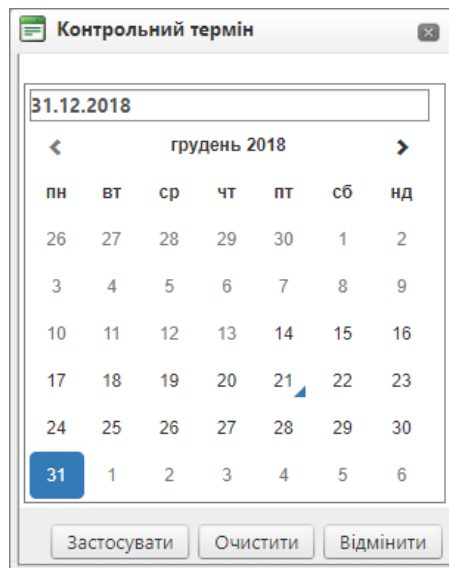 Контрольний термін
31.12.2018
грудень 2018
пн вт ср чт пт сб нд
26 27 28 29 30 1 2
3 4 5 6 7 8 9
10 11 12 13 14 15 16
17 18 19 20 21 22 23
24 25 26 27 28 29 30
31 1 2 3 4 5 6
Застосувати Очистити Відмінити